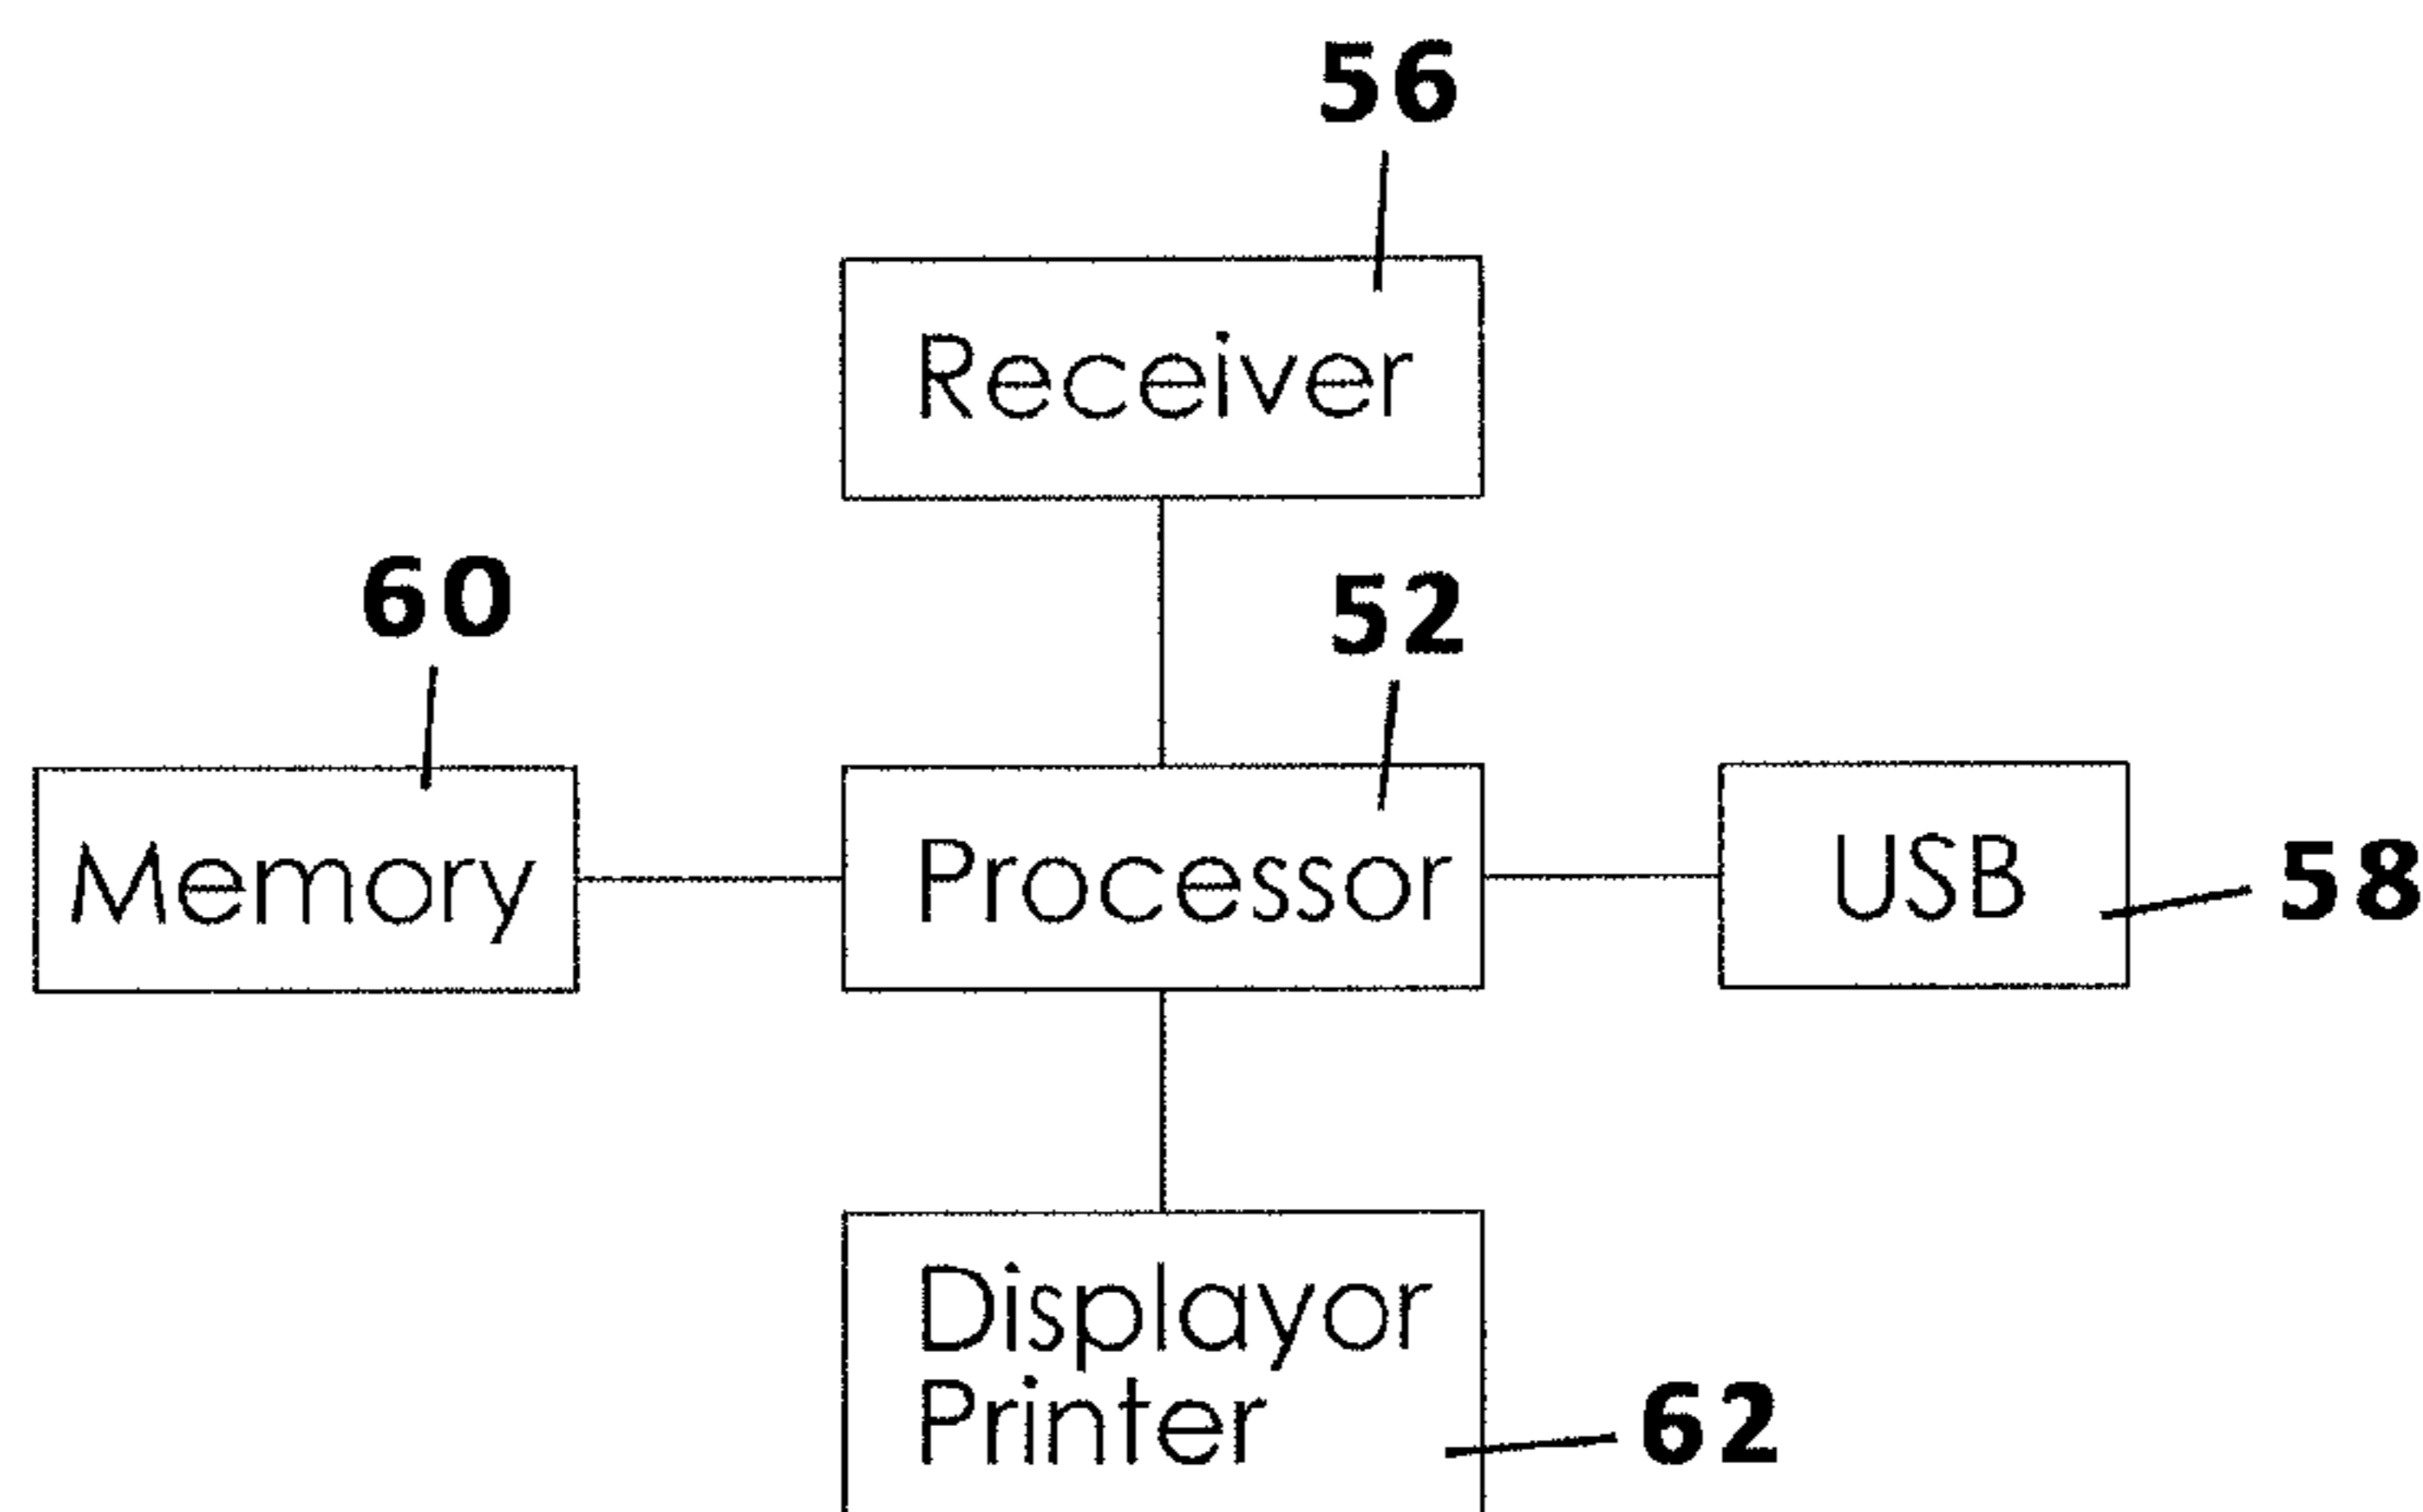 56
Receiver
60
52
Memory
Processor
USB
58
Displayor
Printer
62